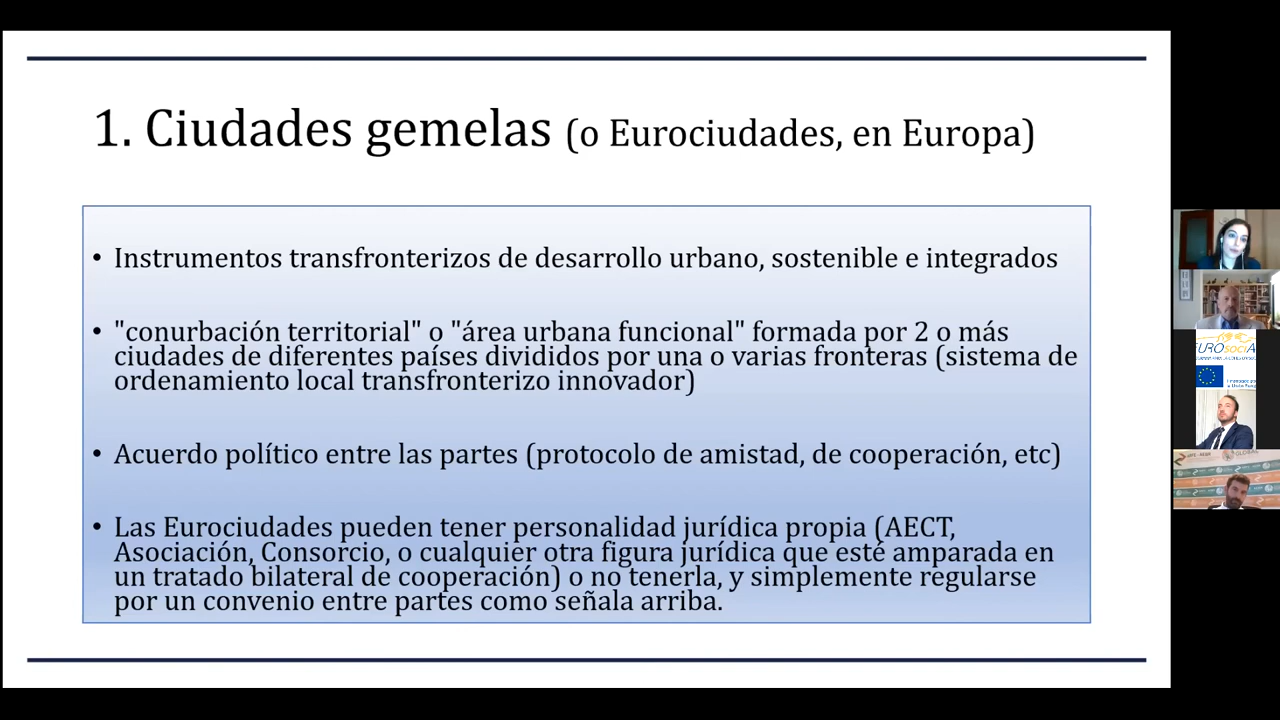 1. Ciudades gemelas (o Eurociudades, en Europa)
• Instrumentos transfronterizos de desarrollo urbano, sostenible e integrados
• "conurbación territorial" o "área urbana funcional" formada por 2 o más
ciudades de diferentes países divididos por una o varias fronteras (sistema de
ordenamiento local transfronterizo innovador)
• Acuerdo político entre las partes (protocolo de amistad, de cooperación, etc)
• Las Eurociudades pueden tener personalidad jurídica propia (AECT,
Asociación, Consorcio, o cualquier otra figura jurídica que esté amparada en
un tratado bilateral de cooperación) o no tenerla, y simplemente regularse
por un convenio entre partes como señala arriba.
UROsociA
GLOBAL